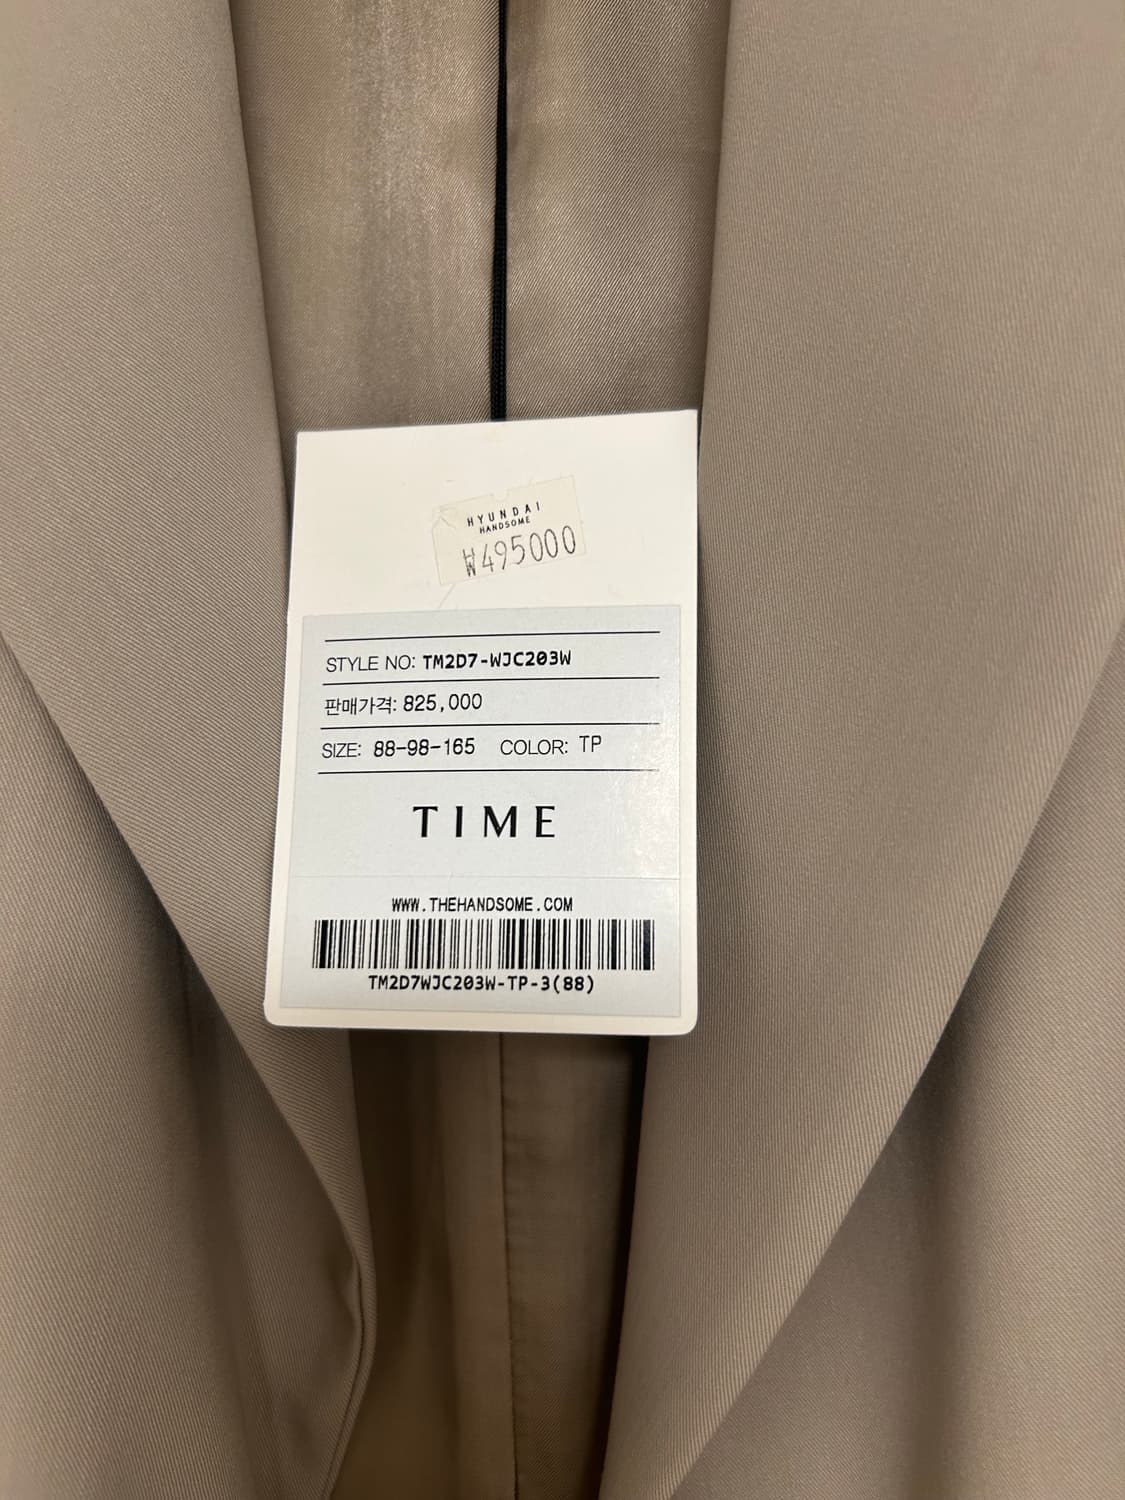 HYUNDAI
HANDSOME
₩495000
STYLE NO: TM2D7-WJC203W
판매가격: 825,000
SIZE: 88-98-165 COLOR: TP
TIME
WWW.THEHANDSOME.COM
TM2D7WJC203W-TP-3(88)